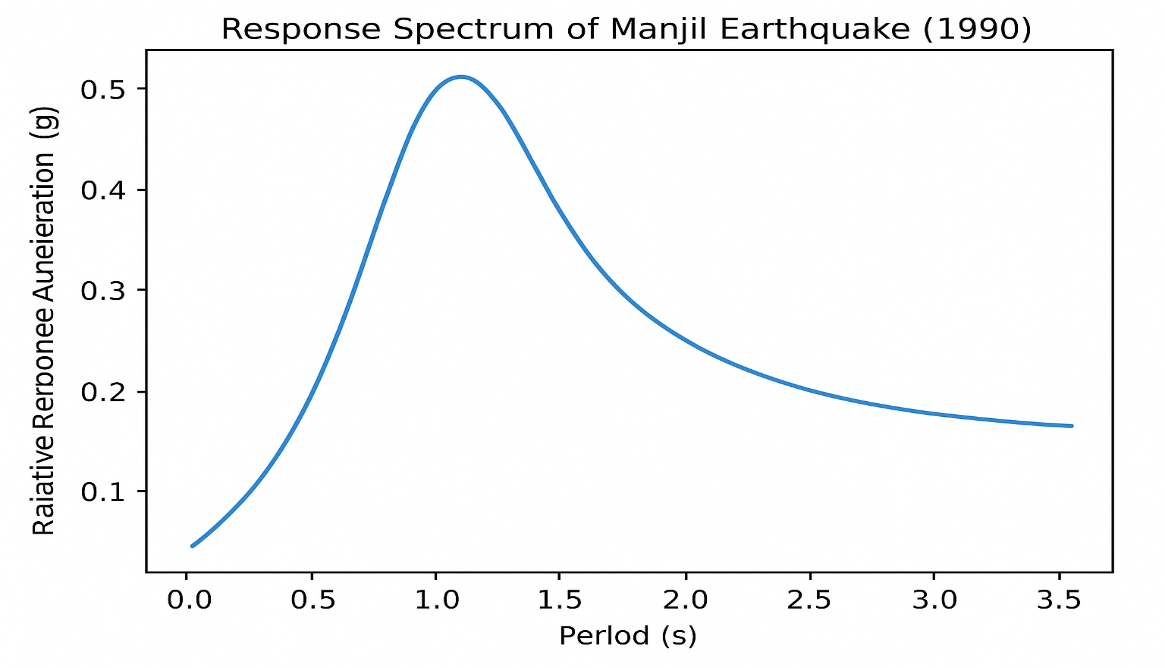 Response Spectrum of Manjil Earthquake (1990)
Raiative Rerbonee Auneieration (g)
0.5
0.4
0.3
0.2
0.1
0.0 0.5 1.0 1.5 2.0 2.5 3.0 3.5
Perlod (s)